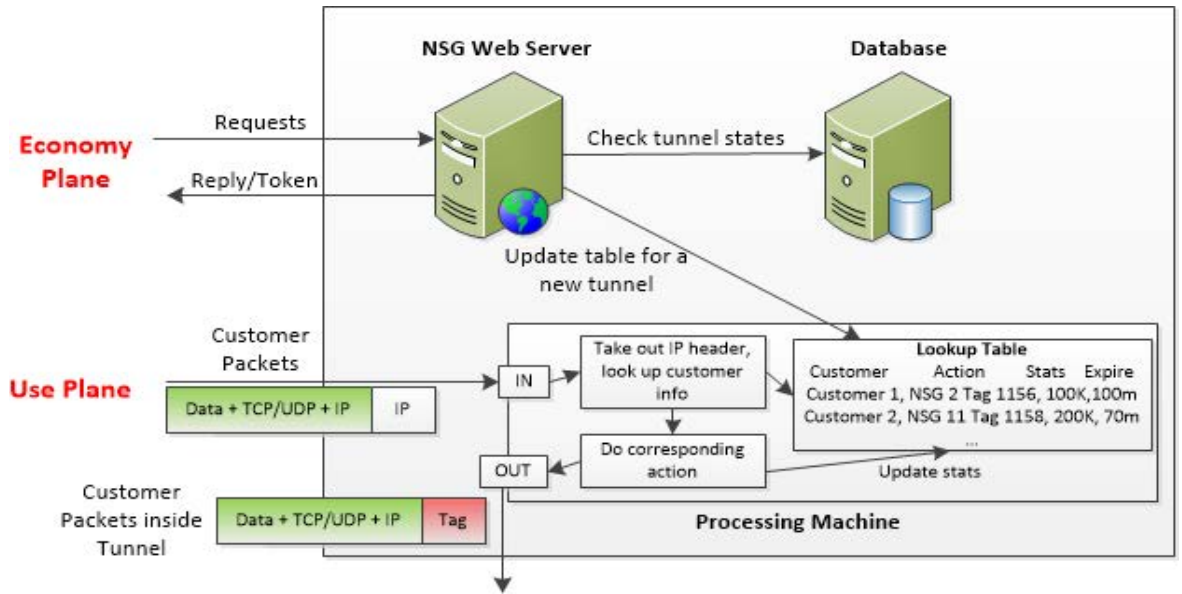 NSG Web Server
Database
Economy
Plane
Requests
Reply/Token
Check tunnel states
Update table for a
new tunnel
Use Plane
Customer
Packets
Data + TCP/UDP + IP
IP
IN
Take out IP header,
look up customer
info
Lookup Table
Customer Action Stats Expire
Customer 1, NSG 2 Tag 1156, 100K,100m
Customer 2, NSG 11 Tag 1158, 200K, 70m
...
Do corresponding
action
OUT
Update stats
Customer
Packets inside
Tunnel
Data + TCP/UDP + IP
Tag
Processing Machine